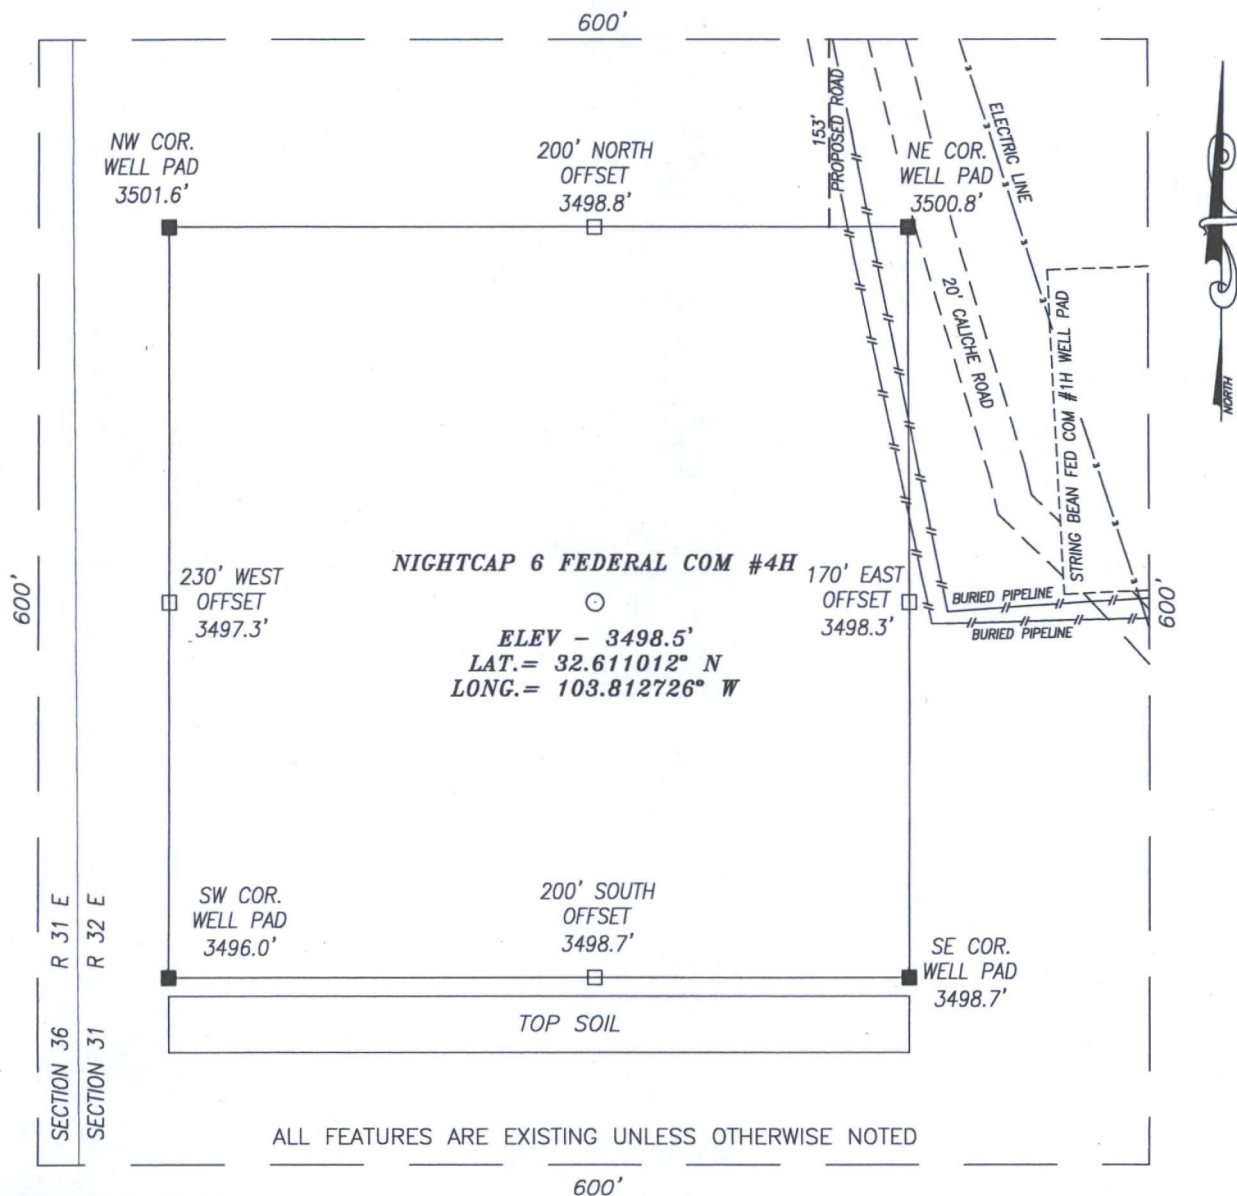 600'
NW COR.
WELL PAD
3501.6'
200' NORTH
OFFSET
3498.8'
153'
PROPOSED ROAD
NE COR.
WELL PAD
3500.8'
ELECTRIC LINE
20' CALICHE ROAD
STRING BEAN FED COM #1H WELL PAD
NORTH
600'
230' WEST
OFFSET
3497.3'
NIGHTCAP 6 FEDERAL COM #4H
ELEV - 3498.5'
LAT.= 32.611012° N
LONG.= 103.812726° W
170' EAST
OFFSET
3498.3'
BURIED PIPELINE
BURIED PIPELINE
600'
SW COR.
WELL PAD
3496.0'
200' SOUTH
OFFSET
3498.7'
SE COR.
WELL PAD
3498.7'
TOP SOIL
SECTION 36 R 31 E
SECTION 31 R 32 E
ALL FEATURES ARE EXISTING UNLESS OTHERWISE NOTED
600'